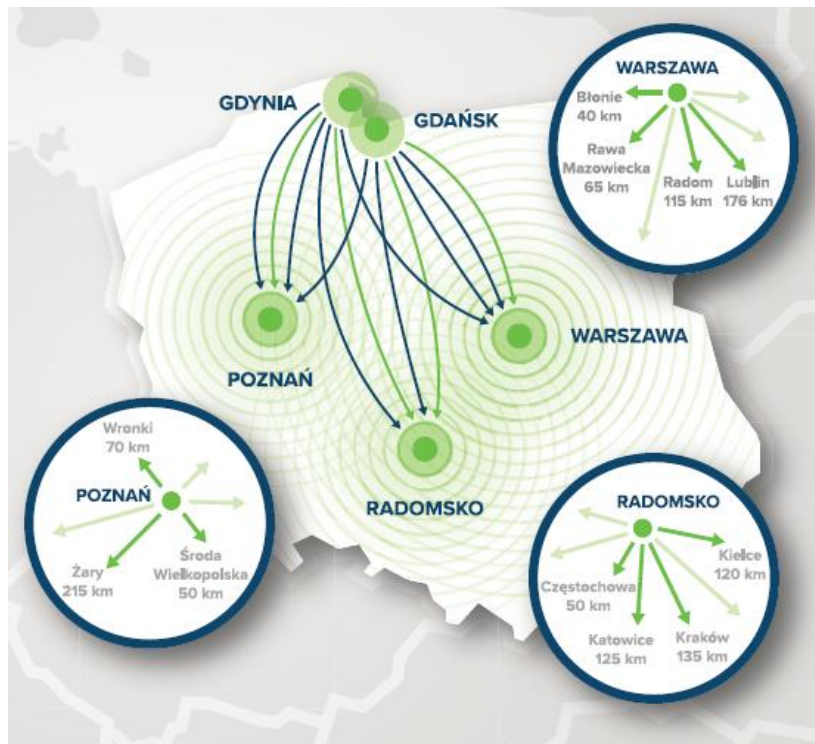 GDYNIA
GDAŃSK
POZNAŃ
WARSZAWA
RADOMSKO
WARSZAWA
Błonie
40 km
Rawa
Mazowiecka
65 km
Radom
115 km
Lublin
176 km
Wronki
70 km
POZNAŃ
Żary
215 km
Środa
Wielkopolska
50 km
RADOMSKO
Kielce
120 km
Częstochowa
50 km
Katowice
125 km
Kraków
135 km